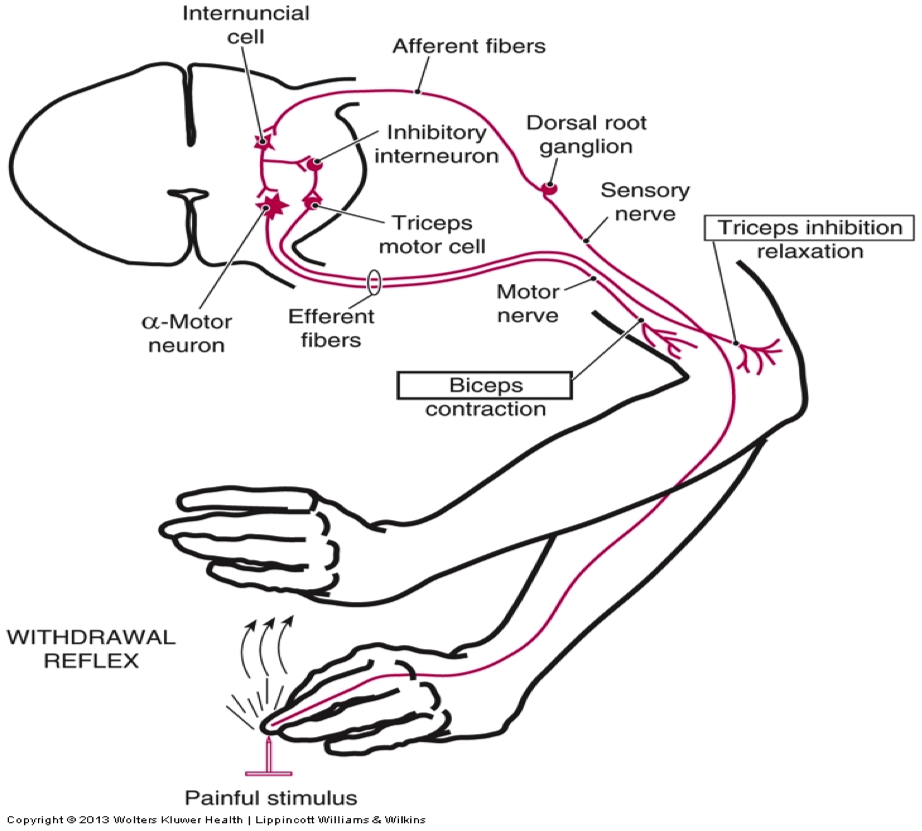 Internuncial
cell
Afferent fibers
Inhibitory
interneuron
Dorsal root
ganglion
Sensory
nerve
Triceps inhibition
relaxation
Triceps
motor cell
Motor
nerve
α-Motor
neuron
Efferent
fibers
Biceps
contraction
WITHDRAWAL
REFLEX
Painful stimulus
Copyright © 2013 Wolters Kluwer Health | Lippincott Williams & Wilkins